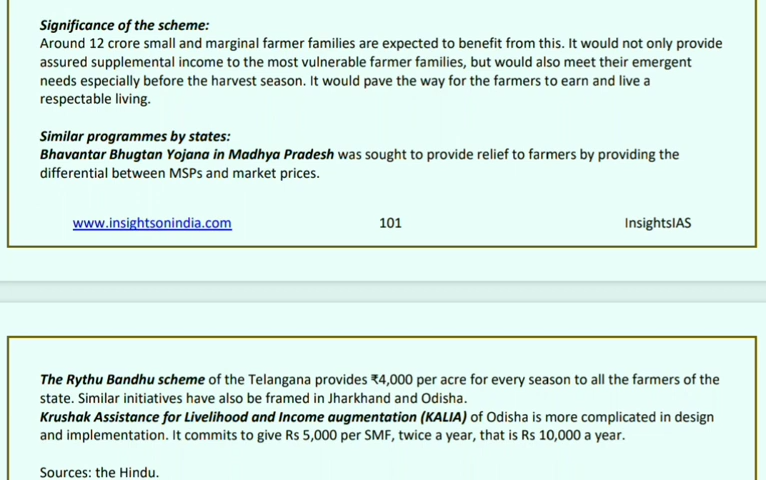 Significance of the scheme:
Around 12 crore small and marginal farmer families are expected to benefit from this. It would not only provide
assured supplemental income to the most vulnerable farmer families, but would also meet their emergent
needs especially before the harvest season. It would pave the way for the farmers to earn and live a
respectable living.
Similar programmes by states:
Bhavantar Bhugtan Yojana in Madhya Pradesh was sought to provide relief to farmers by providing the
differential between MSPs and market prices.
www.insightsonindia.com 101 InsightsIAS
The Rythu Bandhu scheme of the Telangana provides ₹4,000 per acre for every season to all the farmers of the
state. Similar initiatives have also be framed in Jharkhand and Odisha.
Krushak Assistance for Livelihood and Income augmentation (KALIA) of Odisha is more complicated in design
and implementation. It commits to give Rs 5,000 per SMF, twice a year, that is Rs 10,000 a year.
Sources: the Hindu.